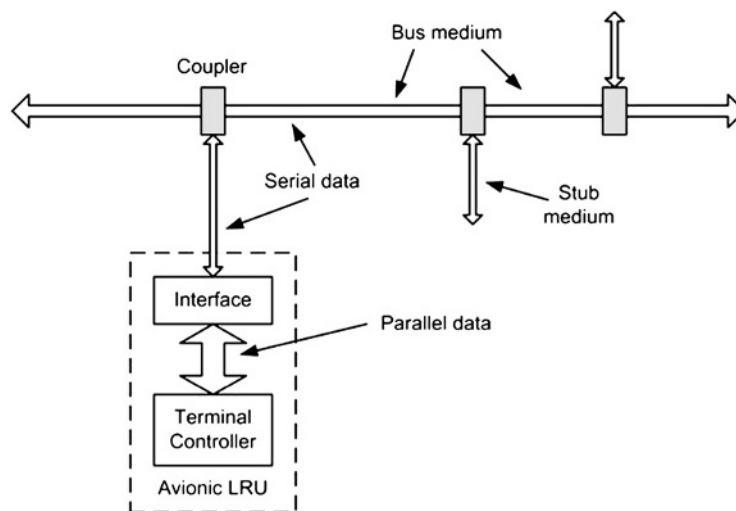 Bus medium
Coupler
Serial data
Stub
medium
Interface
Parallel data
Terminal
Controller
Avionic LRU